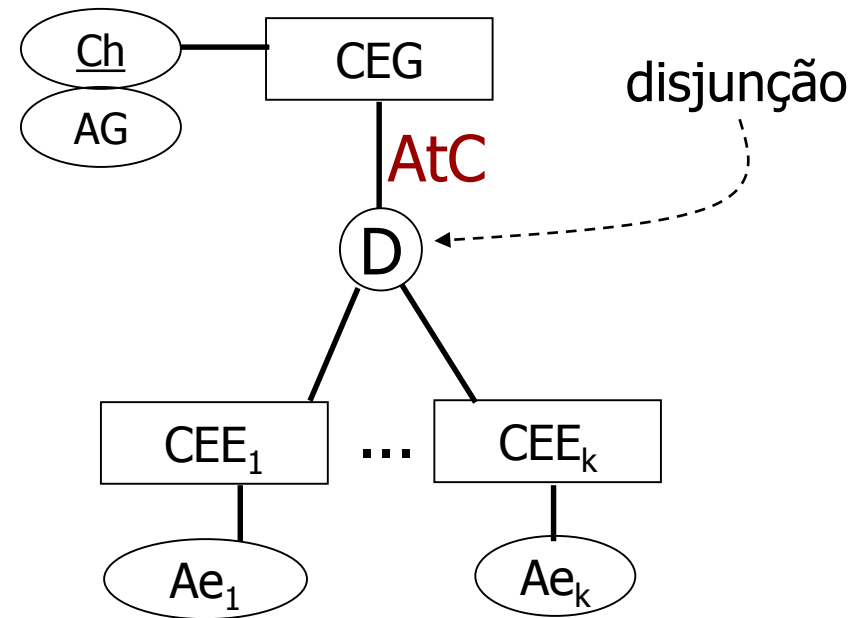 Ch
CEG
disjunção
AG
AtC
D
CEE₁
...
CEEₖ
Ae₁
Aeₖ